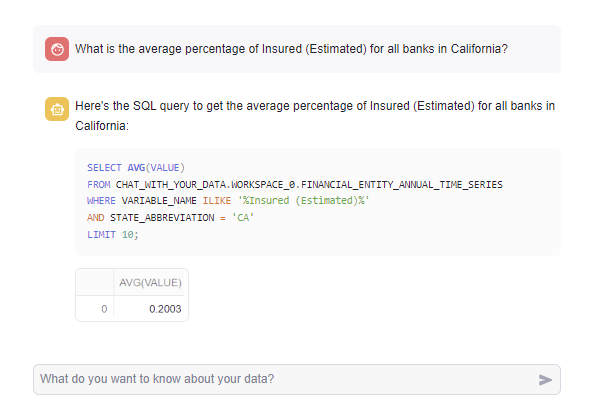 What is the average percentage of Insured (Estimated) for all banks in California?
Here's the SQL query to get the average percentage of Insured (Estimated) for all banks in
California:
SELECT AVG(VALUE)
FROM CHAT_WITH_YOUR_DATA.WORKSPACE_0.FINANCIAL_ENTITY_ANNUAL_TIME_SERIES
WHERE VARIABLE_NAME ILIKE '%Insured (Estimated)%'
AND STATE_ABBREVIATION = 'CA'
LIMIT 10;
AVG(VALUE)
0 0.2003
What do you want to know about your data?